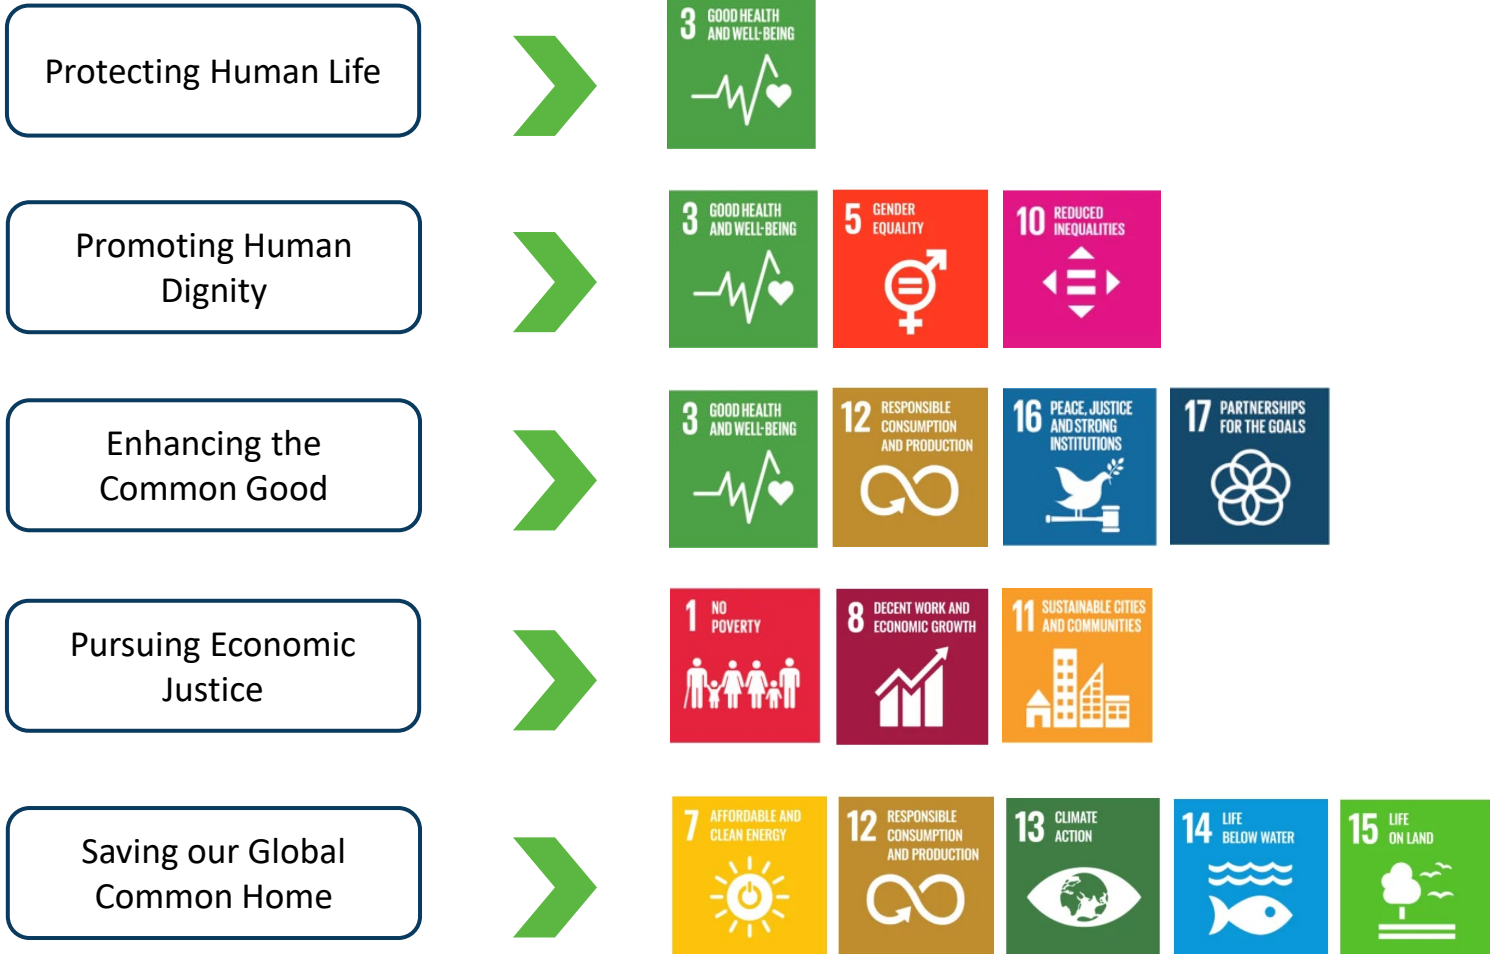 Protecting Human Life
3 GOOD HEALTH
AND WELL-BEING
Promoting Human
Dignity
3 GOOD HEALTH
AND WELL-BEING
5 GENDER
EQUALITY
10 REDUCED
INEQUALITIES
Enhancing the
Common Good
3 GOOD HEALTH
AND WELL-BEING
12 RESPONSIBLE
CONSUMPTION
AND PRODUCTION
16 PEACE, JUSTICE
AND STRONG
INSTITUTIONS
17 PARTNERSHIPS
FOR THE GOALS
Pursuing Economic
Justice
1 NO
POVERTY
8 DECENT WORK AND
ECONOMIC GROWTH
11 SUSTAINABLE CITIES
AND COMMUNITIES
Saving our Global
Common Home
7 AFFORDABLE AND
CLEAN ENERGY
12 RESPONSIBLE
CONSUMPTION
AND PRODUCTION
13 CLIMATE
ACTION
14 LIFE
BELOW WATER
15 LIFE
ON LAND